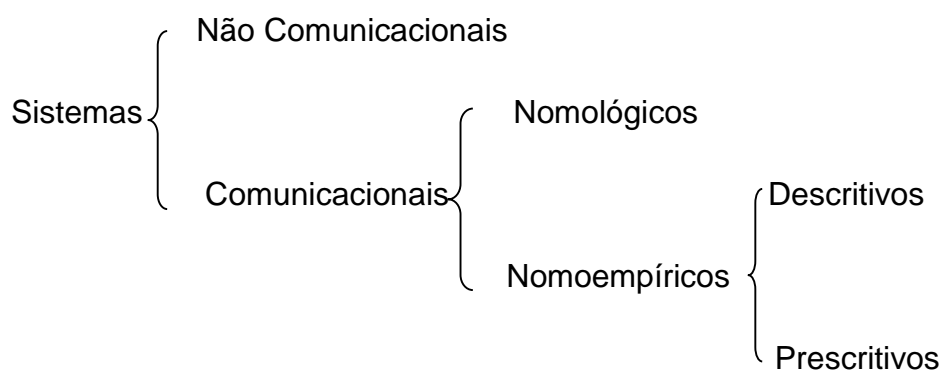 Não Comunicacionais
Sistemas
Nomológicos
Comunicacionais
Descritivos
Nomoempíricos
Prescritivos